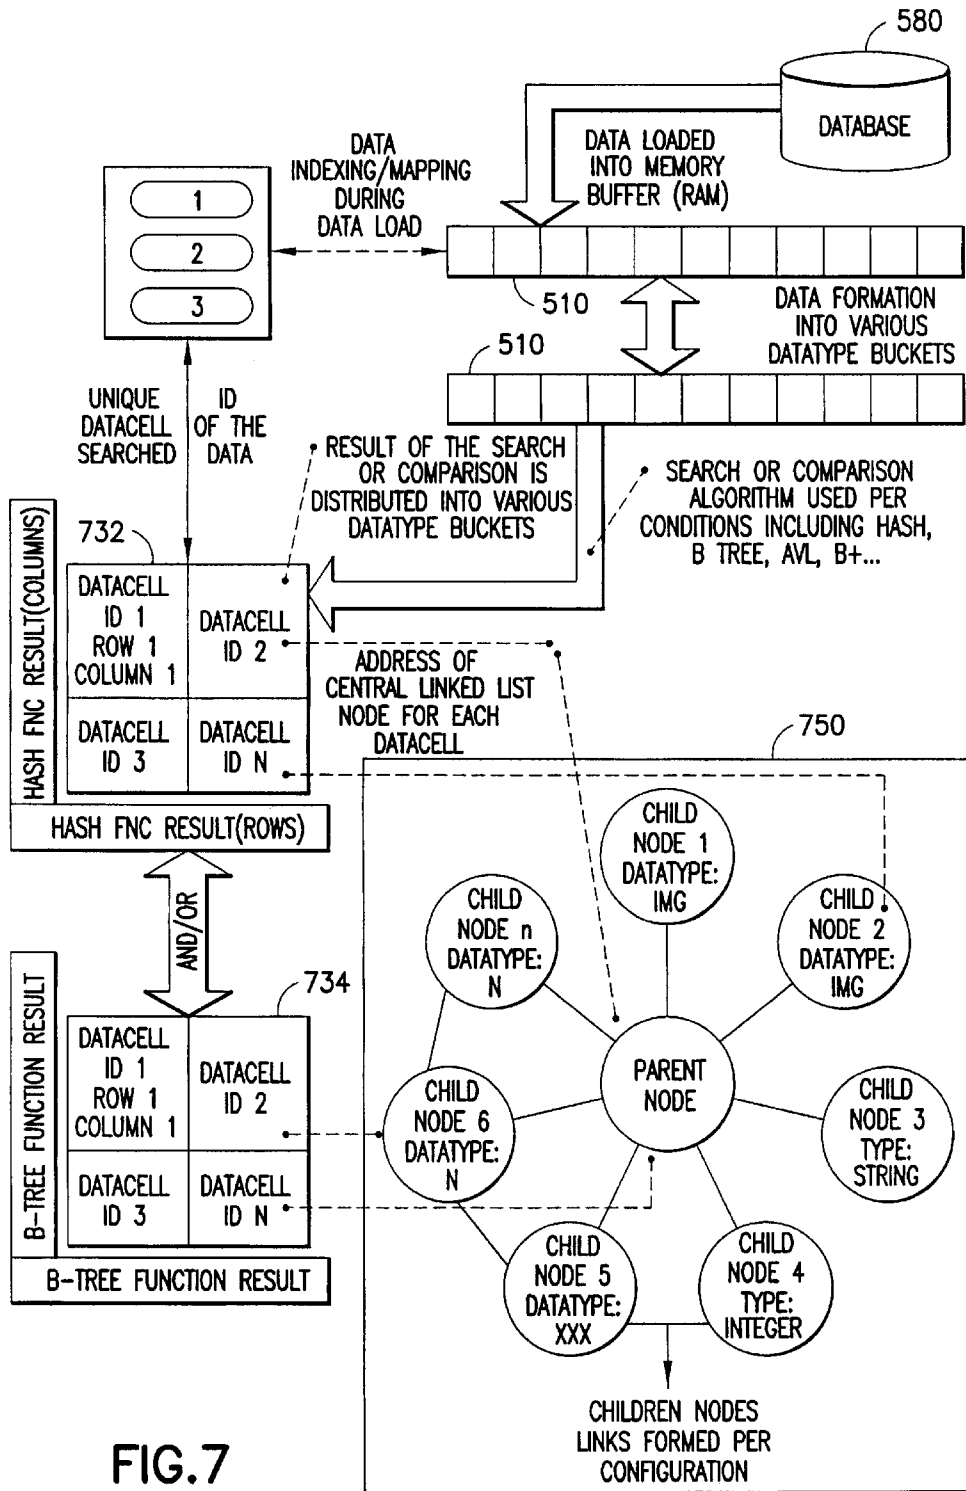 580
DATABASE
DATA LOADED
INTO MEMORY
BUFFER (RAM)
DATA
INDEXING/MAPPING
DURING
DATA LOAD
1
2
3
510
DATA FORMATION
INTO VARIOUS
DATATYPE BUCKETS
510
UNIQUE
DATACELL
SEARCHED
ID
OF THE
DATA
RESULT OF THE SEARCH
OR COMPARISON IS
DISTRIBUTED INTO VARIOUS
DATATYPE BUCKETS
SEARCH OR COMPARISON
ALGORITHM USED PER
CONDITIONS INCLUDING HASH,
B TREE, AVL, B+...
732
HASH FNC RESULT(COLUMNS)
DATACELL
ID 1
ROW 1
COLUMN 1
DATACELL
ID 2
DATACELL
ID 3
DATACELL
ID N
HASH FNC RESULT(ROWS)
ADDRESS OF
CENTRAL LINKED LIST
NODE FOR EACH
DATACELL
750
AND/OR
734
B-TREE FUNCTION RESULT
DATACELL
ID 1
ROW 1
COLUMN 1
DATACELL
ID 2
DATACELL
ID 3
DATACELL
ID N
B-TREE FUNCTION RESULT
CHILD
NODE 1
DATATYPE:
IMG
CHILD
NODE n
DATATYPE:
N
CHILD
NODE 2
DATATYPE:
IMG
PARENT
NODE
CHILD
NODE 6
DATATYPE:
N
CHILD
NODE 3
TYPE:
STRING
CHILD
NODE 5
DATATYPE:
XXX
CHILD
NODE 4
TYPE:
INTEGER
CHILDREN NODES
LINKS FORMED PER
CONFIGURATION
FIG.7